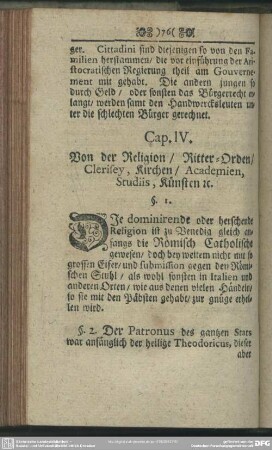 )76(
ger. Cittadini sind diejenigen so von den Fa-
milien herstammen/ die vor einführung der Ari-
stocratischen Regierung theil am Gouverne-
ment mit gehabt. Die andern jungen so
durch Geld/ oder sonsten das Bürgerrecht er-
langt/ werden samt den Handwercksleuten un-
ter die schlechten Bürger gerechnet.
Cap. IV.
Von der Religion/ Ritter-Orden/
Clerisey, Kirchen/ Academien,
Studiis, Künsten ꝛc.
§. 1.
DIe dominirende oder herschende
Religion ist zu Venedig gleich an-
fangs die Römisch Catholische
gewesen/ doch bey weitem nicht mit so
grossen Eifer/ und submission gegen den Römi-
schen Stuhl/ als wohl sonsten in Italien und
anderen Orten/ wie aus denen vielen Händeln/
so sie mit den Päbsten gehabt/ zur gnüge erhel-
len wird.
§. 2. Der Patronus des gantzen Stats
war anfänglich der heilige Theodoricus, dieser
aber